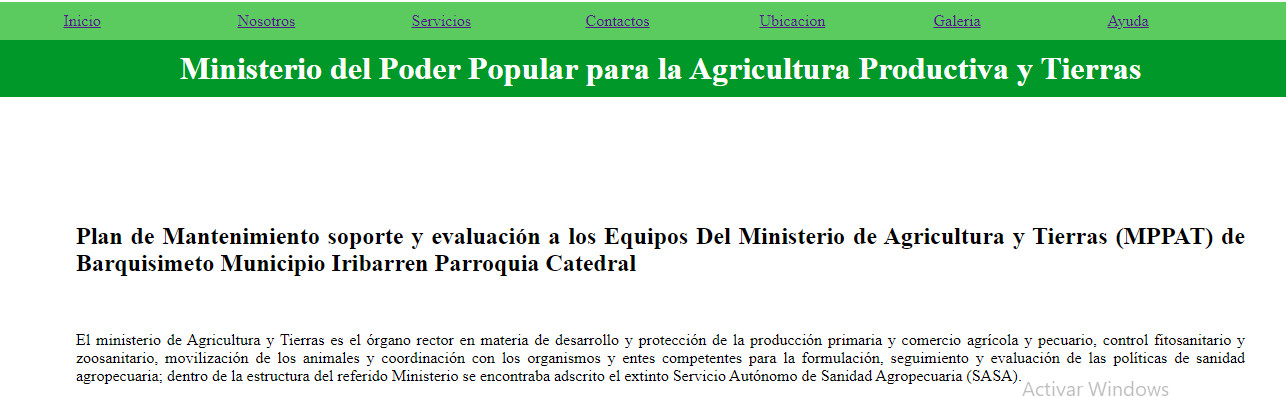 Inicio Nosotros Servicios Contactos Ubicacion Galeria Ayuda
Ministerio del Poder Popular para la Agricultura Productiva y Tierras
Plan de Mantenimiento soporte y evaluación a los Equipos Del Ministerio de Agricultura y Tierras (MPPAT) de
Barquisimeto Municipio Iribarren Parroquia Catedral
El ministerio de Agricultura y Tierras es el órgano rector en materia de desarrollo y protección de la producción primaria y comercio agrícola y pecuario, control fitosanitario y
zoosanitario, movilización de los animales y coordinación con los organismos y entes competentes para la formulación, seguimiento y evaluación de las políticas de sanidad
agropecuaria; dentro de la estructura del referido Ministerio se encontraba adscrito el extinto Servicio Autónomo de Sanidad Agropecuaria (SASA).
Activar Windows